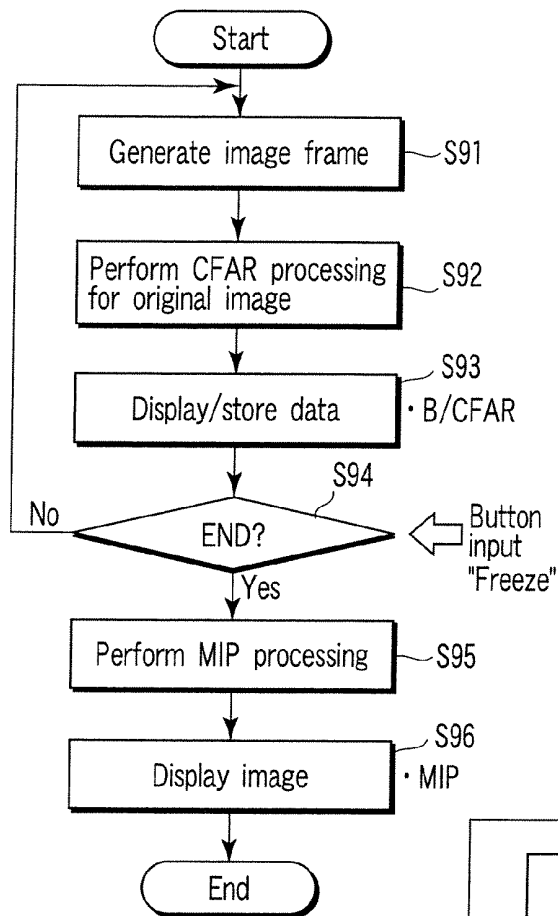 Start
Generate image frame
S91
Perform CFAR processing
for original image
S92
S93
Display/store data
· B/CFAR
S94
No
END?
Button
input
"Freeze"
Yes
Perform MIP processing
S95
S96
Display image
· MIP
End